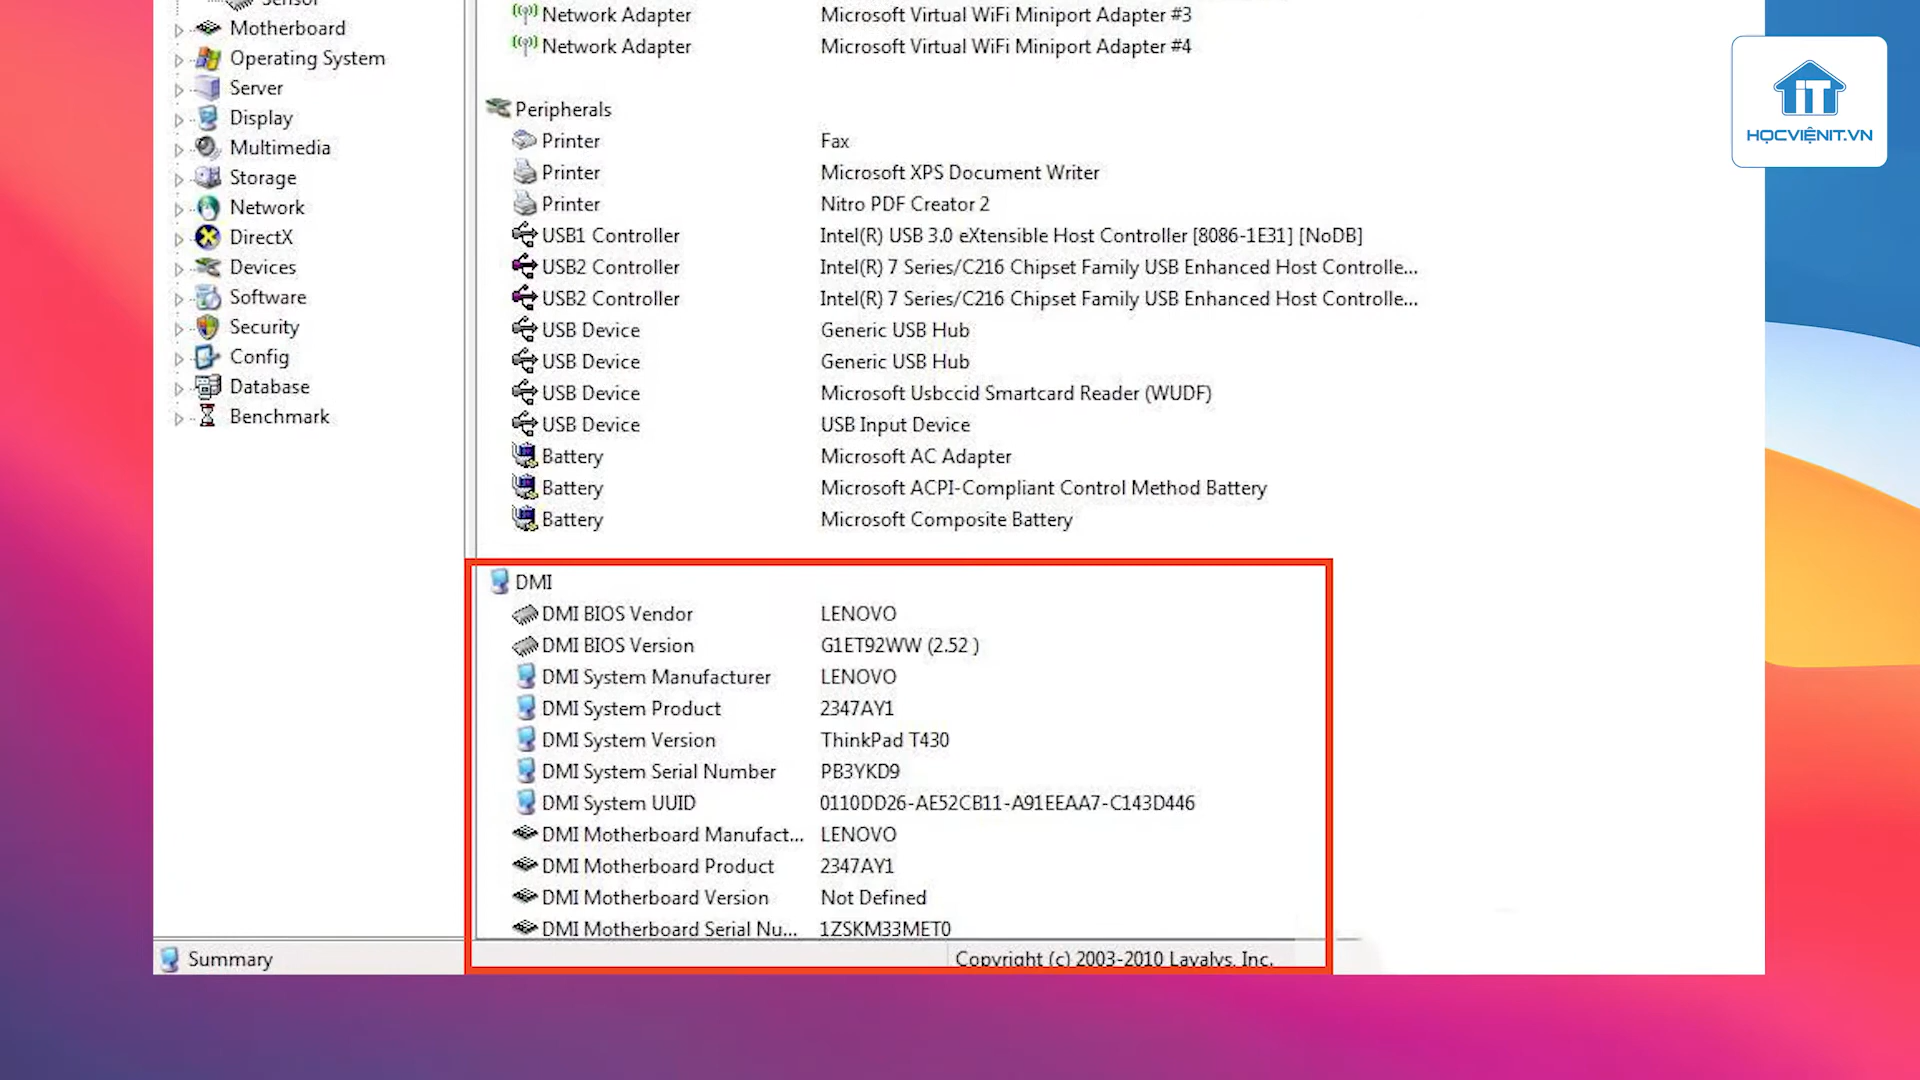 Sensor
Motherboard
Operating System
Server
Display
Multimedia
Storage
Network
DirectX
Devices
Software
Security
Config
Database
Benchmark
Network Adapter Microsoft Virtual WiFi Miniport Adapter #3
Network Adapter Microsoft Virtual WiFi Miniport Adapter #4
Peripherals
Printer Fax
Printer Microsoft XPS Document Writer
Printer Nitro PDF Creator 2
USB1 Controller Intel(R) USB 3.0 eXtensible Host Controller [8086-1E31] [NoDB]
USB2 Controller Intel(R) 7 Series/C216 Chipset Family USB Enhanced Host Controlle...
USB2 Controller Intel(R) 7 Series/C216 Chipset Family USB Enhanced Host Controlle...
USB Device Generic USB Hub
USB Device Generic USB Hub
USB Device Microsoft Usbccid Smartcard Reader (WUDF)
USB Device USB Input Device
Battery Microsoft AC Adapter
Battery Microsoft ACPI-Compliant Control Method Battery
Battery Microsoft Composite Battery
DMI
DMI BIOS Vendor LENOVO
DMI BIOS Version G1ET92WW (2.52 )
DMI System Manufacturer LENOVO
DMI System Product 2347AY1
DMI System Version ThinkPad T430
DMI System Serial Number PB3YKD9
DMI System UUID 0110DD26-AE52CB11-A91EEAA7-C143D446
DMI Motherboard Manufact... LENOVO
DMI Motherboard Product 2347AY1
DMI Motherboard Version Not Defined
DMI Motherboard Serial Nu... 1ZSKM33MET0
Summary
Copyright (c) 2003-2010 Lavalys, Inc.
iT
HỌCVIỆNIT.VN